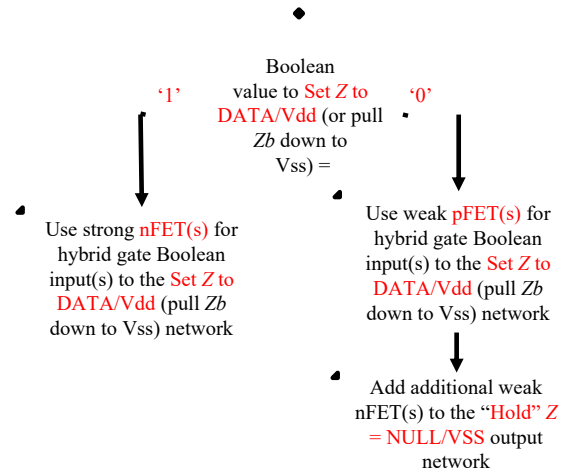 Boolean
value to Set Z to
‘1’
DATA/Vdd (or pull
‘0’
Zb down to
Vss) =
Use strong nFET(s) for
hybrid gate Boolean
input(s) to the Set Z to
DATA/Vdd (pull Zb
down to Vss) network
Use weak pFET(s) for
hybrid gate Boolean
input(s) to the Set Z to
DATA/Vdd (pull Zb
down to Vss) network
Add additional weak
nFET(s) to the “Hold” Z
= NULL/VSS output
network